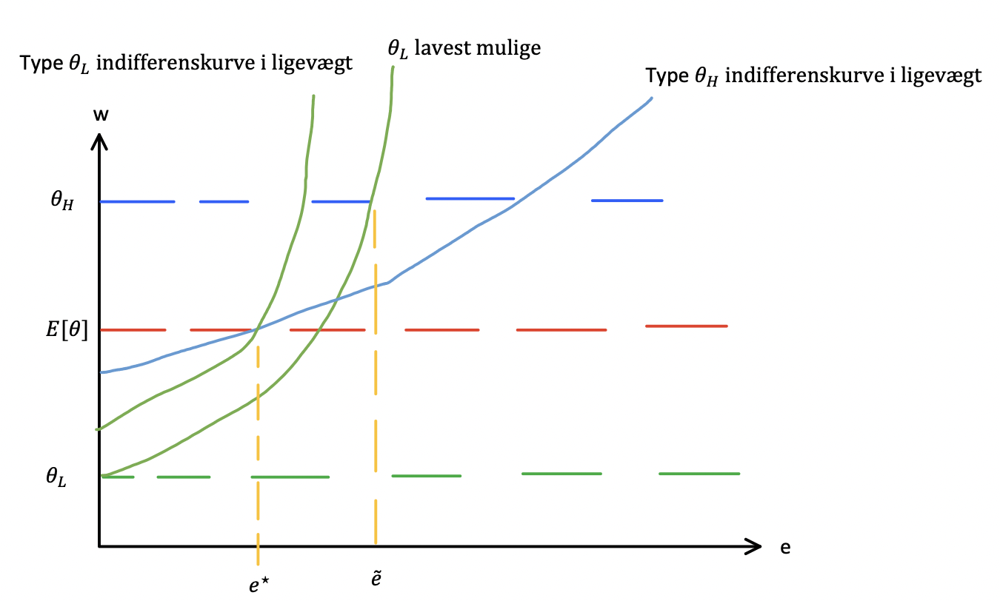 θ_L lavest mulige
Type θ_L indifferenskurve i ligevægt
Type θ_H indifferenskurve i ligevægt
w
θ_H
E[θ]
θ_L
e
e⋆
ẽ